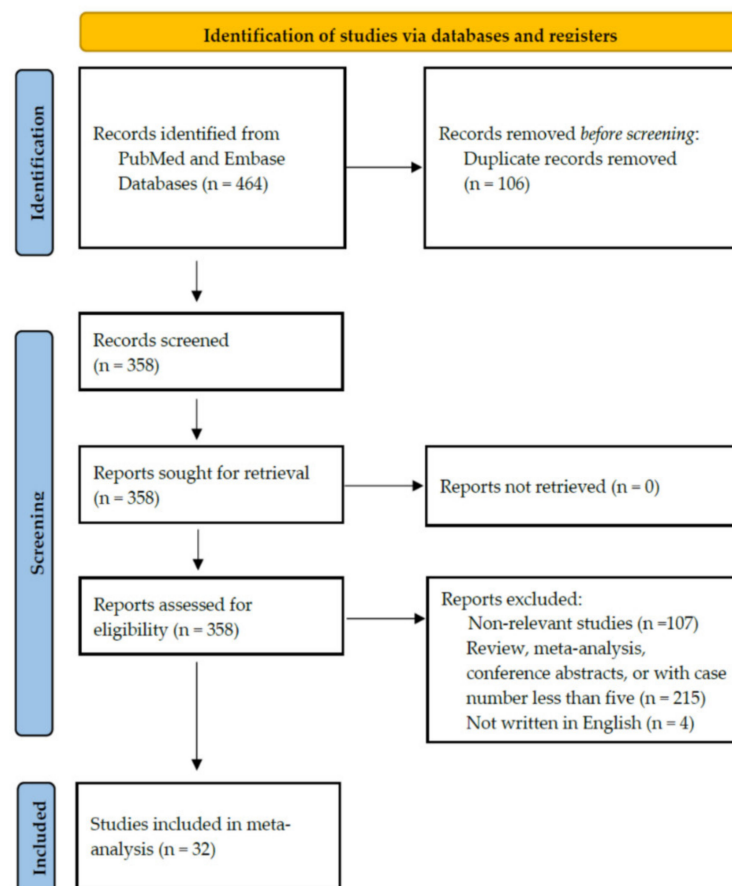 Identification of studies via databases and registers
Identification
Records identified from
PubMed and Embase
Databases (n = 464)
Records removed before screening:
Duplicate records removed
(n = 106)
Screening
Records screened
(n = 358)
Reports sought for retrieval
(n = 358)
Reports not retrieved (n = 0)
Reports assessed for
eligibility (n = 358)
Reports excluded:
Non-relevant studies (n =107)
Review, meta-analysis,
conference abstracts, or with case
number less than five (n = 215)
Not written in English (n = 4)
Included
Studies included in meta-
analysis (n = 32)